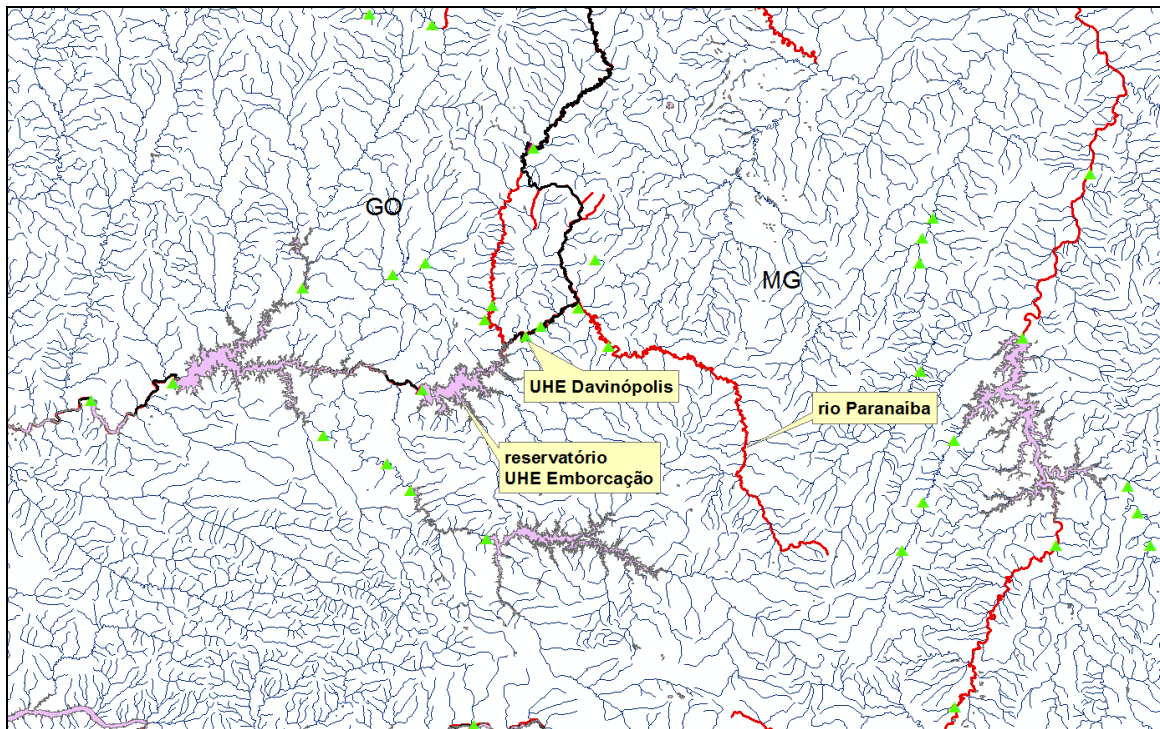 GO
MG
UHE Davinópolis
rio Paranaíba
reservatório
UHE Emborcação